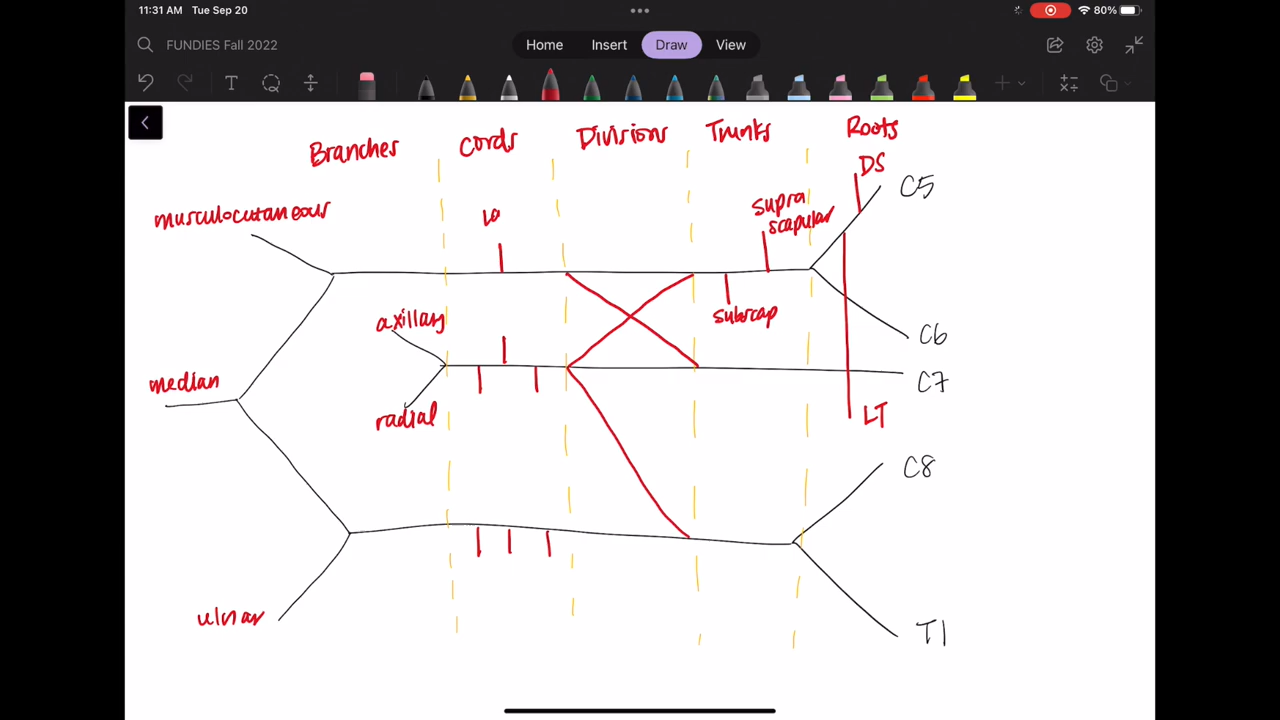 11:31 AM Tue Sep 20
80%
FUNDIES Fall 2022
Home Insert Draw View
Branches Cords Divisions Trunks Roots
DS
C5
musculocutaneous
supra
scapular
axillary
subscap
C6
median
C7
radial
LT
C8
ulnar
T1